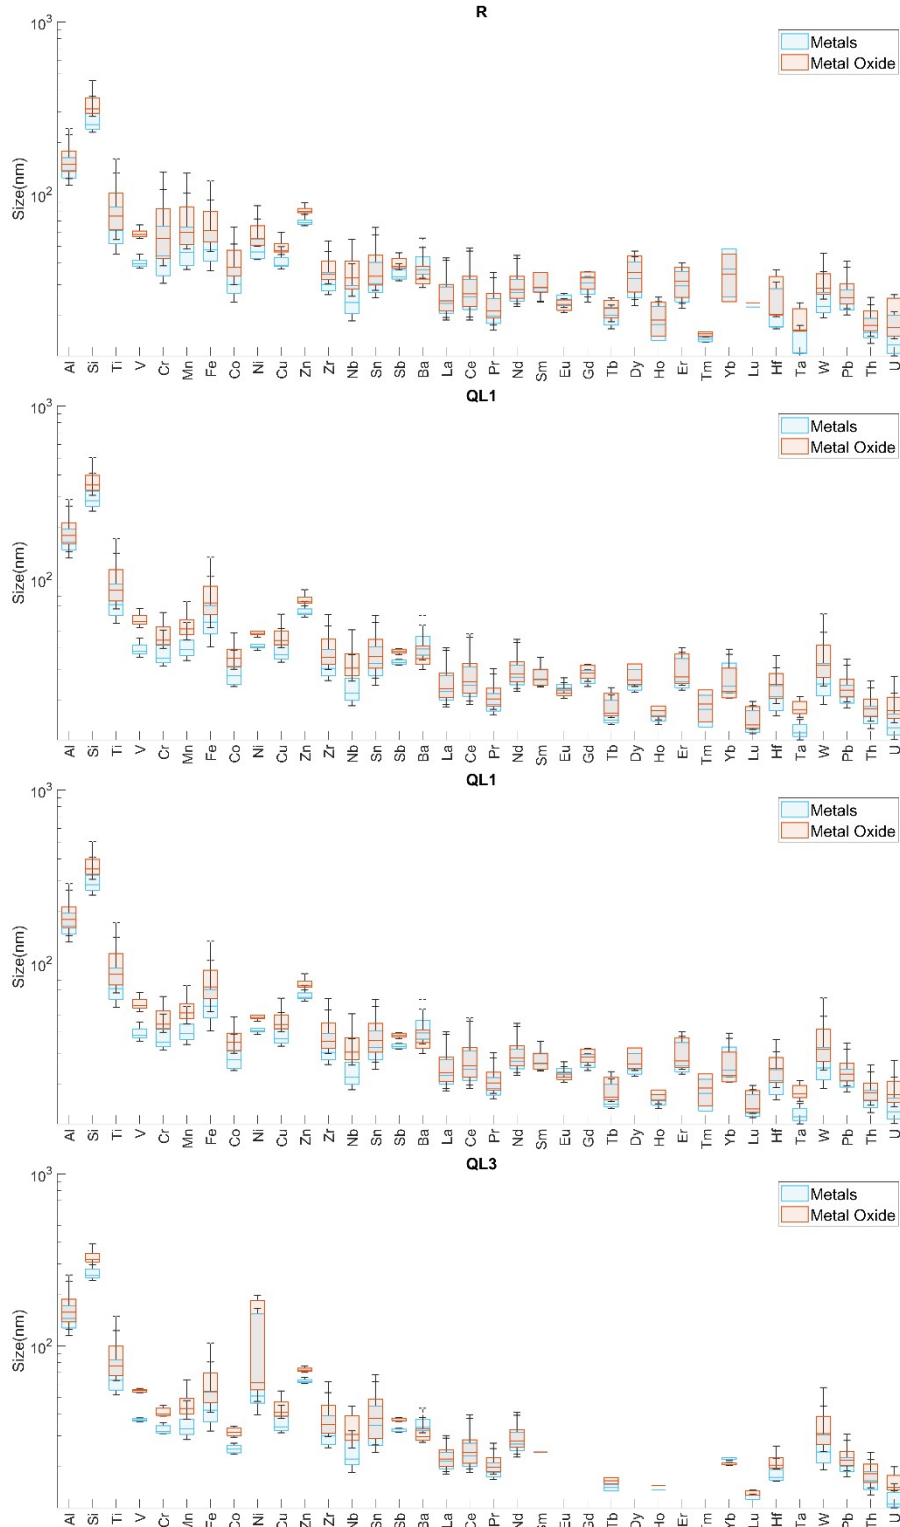 R
10³
Metals
Metal Oxide
Size(nm)
10²
Al Si Ti V Cr Mn Fe Co Ni Cu Zn Zr Nb Sn Sb Ba La Ce Pr Nd Sm Eu Gd Tb Dy Ho Er Tm Yb Lu Hf Ta W Pb Th U
QL1
10³
Metals
Metal Oxide
Size(nm)
10²
Al Si Ti V Cr Mn Fe Co Ni Cu Zn Zr Nb Sn Sb Ba La Ce Pr Nd Sm Eu Gd Tb Dy Ho Er Tm Yb Lu Hf Ta W Pb Th U
QL1
10³
Metals
Metal Oxide
Size(nm)
10²
Al Si Ti V Cr Mn Fe Co Ni Cu Zn Zr Nb Sn Sb Ba La Ce Pr Nd Sm Eu Gd Tb Dy Ho Er Tm Yb Lu Hf Ta W Pb Th U
QL3
10³
Metals
Metal Oxide
Size(nm)
10²
Al Si Ti V Cr Mn Fe Co Ni Cu Zn Zr Nb Sn Sb Ba La Ce Pr Nd Sm Eu Gd Tb Dy Ho Er Tm Yb Lu Hf Ta W Pb Th U